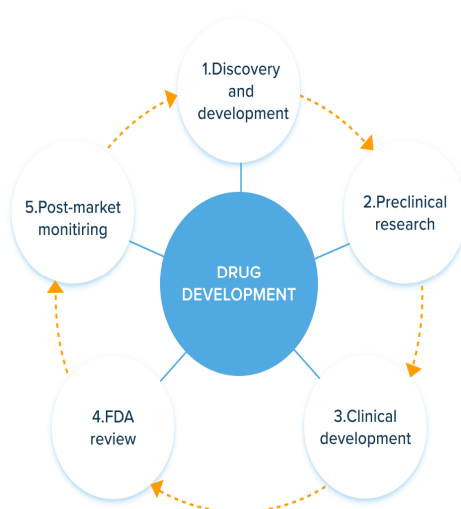 1.Discovery
and
development
2.Preclinical
research
3.Clinical
development
4.FDA
review
5.Post-market
monitiring
DRUG
DEVELOPMENT